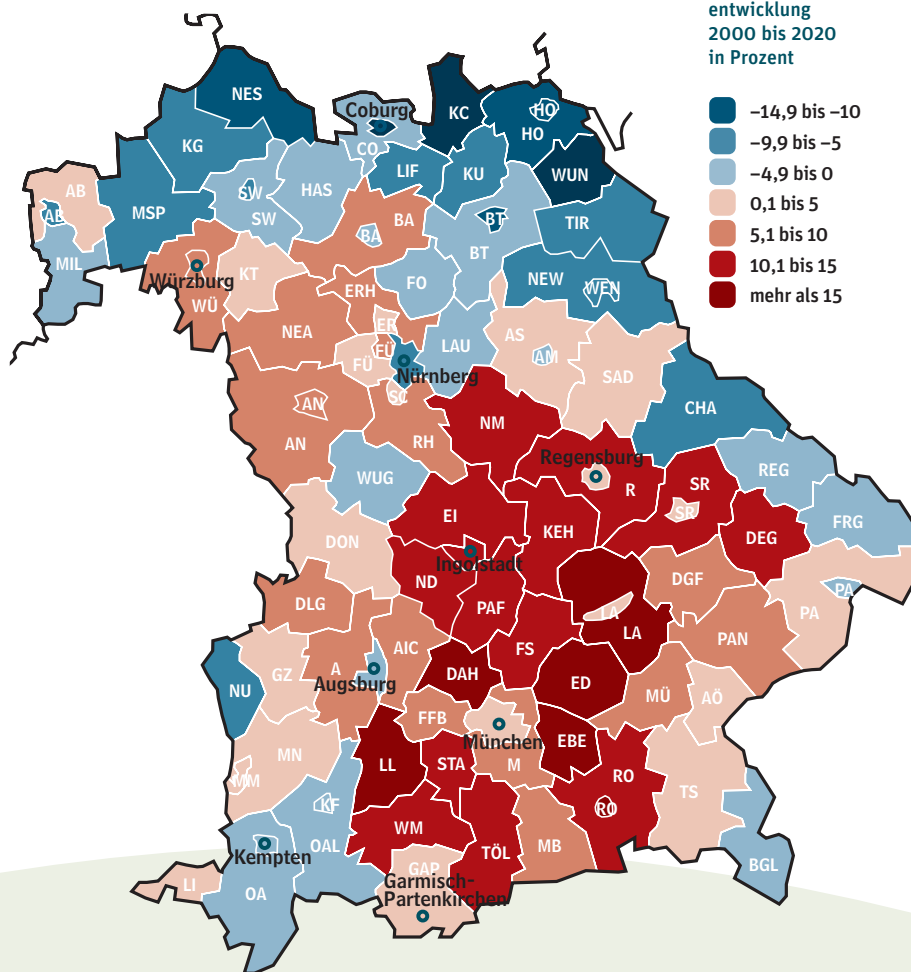 entwicklung
2000 bis 2020
in Prozent
–14,9 bis –10
–9,9 bis –5
–4,9 bis 0
0,1 bis 5
5,1 bis 10
10,1 bis 15
mehr als 15
NES
Coburg
KC
HO
HO
KG
CO
LIF
KU
WUN
AB
HAS
SW
SW
AB
MSP
BA
BA
BT
TIR
MIL
BT
Würzburg
KT
WÜ
ERH
FO
NEW
WEN
NEA
ER
FÜ
FÜ
LAU
AS
AM
Nürnberg
SAD
SC
AN
AN
RH
NM
CHA
WUG
Regensburg
R
SR
SR
REG
FRG
EI
KEH
DEG
DON
Ingolstadt
ND
DGF
PA
PA
DLG
PAF
LA
LA
PAN
AIC
FS
GZ
A
Augsburg
DAH
ED
NU
MÜ
AÖ
FFB
München
EBE
MN
MM
LL
STA
M
RO
RO
TS
KF
OAL
WM
TÖL
MB
Kempten
BGL
GAP
LI
OA
Garmisch-
Partenkirchen